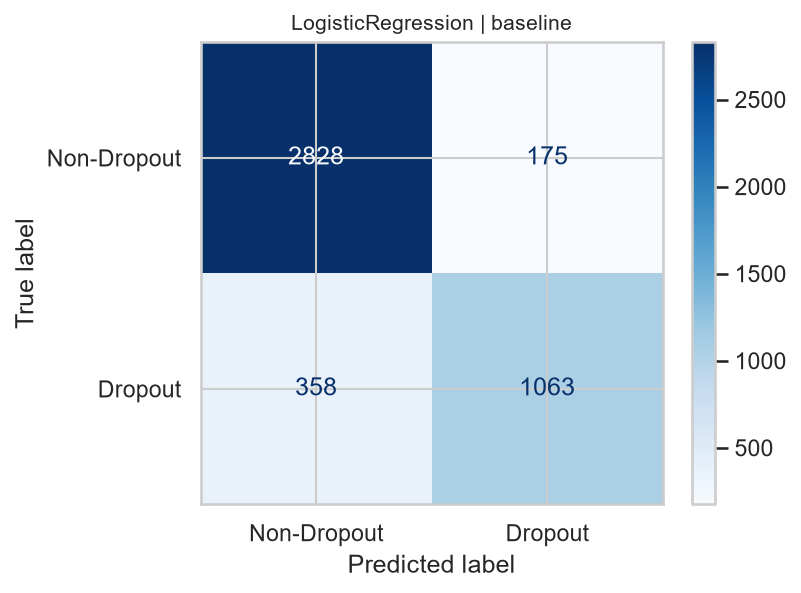 LogisticRegression | baseline
True label
Non-Dropout
2828
175
Dropout
358
1063
Non-Dropout
Dropout
Predicted label
2500
2000
1500
1000
500